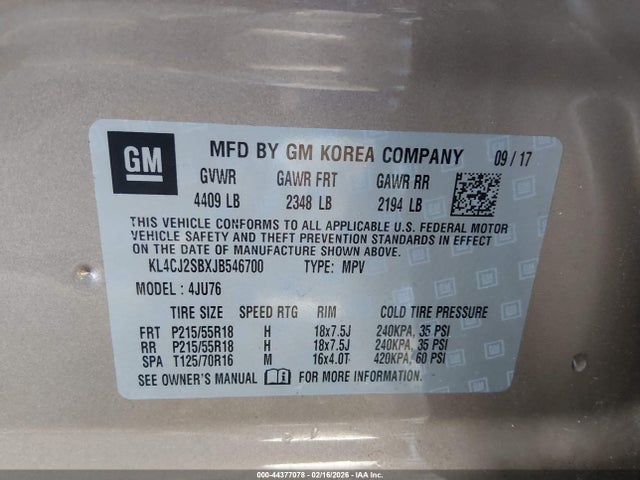 GM
MFD BY GM KOREA COMPANY 09 / 17
GVWR GAWR FRT GAWR RR
4409 LB 2348 LB 2194 LB
THIS VEHICLE CONFORMS TO ALL APPLICABLE U.S. FEDERAL MOTOR
VEHICLE SAFETY AND THEFT PREVENTION STANDARDS IN EFFECT
ON THE DATE OF MANUFACTURE SHOWN ABOVE.
KL4CJ2SBXJB546700 TYPE: MPV
MODEL : 4JU76
TIRE SIZE SPEED RTG RIM COLD TIRE PRESSURE
FRT P215/55R18 H 18x7.5J 240KPA, 35 PSI
RR P215/55R18 H 18x7.5J 240KPA, 35 PSI
SPA T125/70R16 M 16x4.0T 420KPA, 60 PSI
SEE OWNER'S MANUAL FOR MORE INFORMATION.
000-44377078 - 02/16/2026 - IAA Inc.